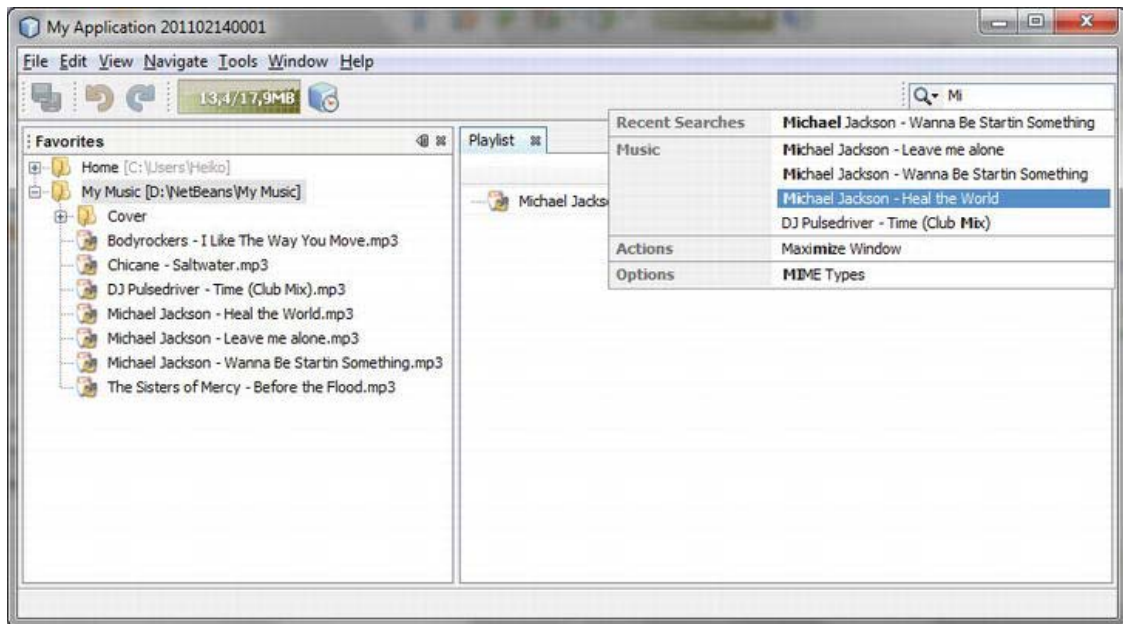 My Application 201102140001
File Edit View Navigate Tools Window Help
13,4/17,9MB
Mi
Favorites
Home [C:\Users\Heiko]
My Music [D:\NetBeans\My Music]
Cover
Bodyrockers - I Like The Way You Move.mp3
Chicane - Saltwater.mp3
DJ Pulsedriver - Time (Club Mix).mp3
Michael Jackson - Heal the World.mp3
Michael Jackson - Leave me alone.mp3
Michael Jackson - Wanna Be Startin Something.mp3
The Sisters of Mercy - Before the Flood.mp3
Playlist
Michael Jacks
Recent Searches Michael Jackson - Wanna Be Startin Something
Music Michael Jackson - Leave me alone
Michael Jackson - Wanna Be Startin Something
Michael Jackson - Heal the World
DJ Pulsedriver - Time (Club Mix)
Actions Maximize Window
Options MIME Types